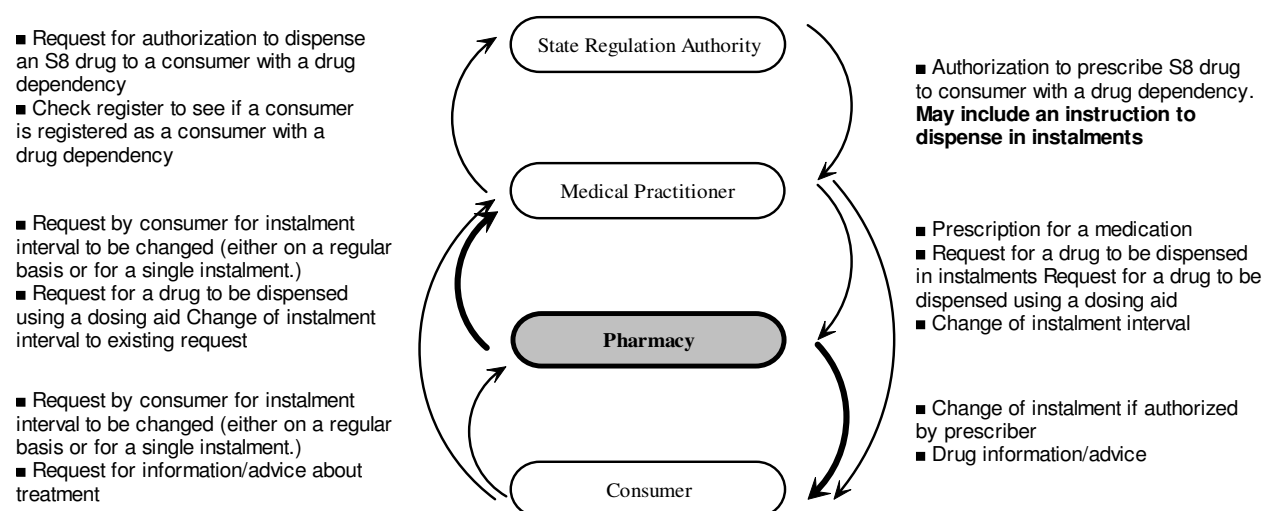 ■ Request for authorization to dispense
an S8 drug to a consumer with a drug
dependency
■ Check register to see if a consumer
is registered as a consumer with a
drug dependency
■ Request by consumer for instalment
interval to be changed (either on a regular
basis or for a single instalment.)
■ Request for a drug to be dispensed
using a dosing aid Change of instalment
interval to existing request
■ Request by consumer for instalment
interval to be changed (either on a regular
basis or for a single instalment.)
■ Request for information/advice about
treatment
State Regulation Authority
Medical Practitioner
Pharmacy
Consumer
■ Authorization to prescribe S8 drug
to consumer with a drug dependency.
May include an instruction to
dispense in instalments
■ Prescription for a medication
■ Request for a drug to be dispensed
in instalments Request for a drug to be
dispensed using a dosing aid
■ Change of instalment interval
■ Change of instalment if authorized
by prescriber
■ Drug information/advice